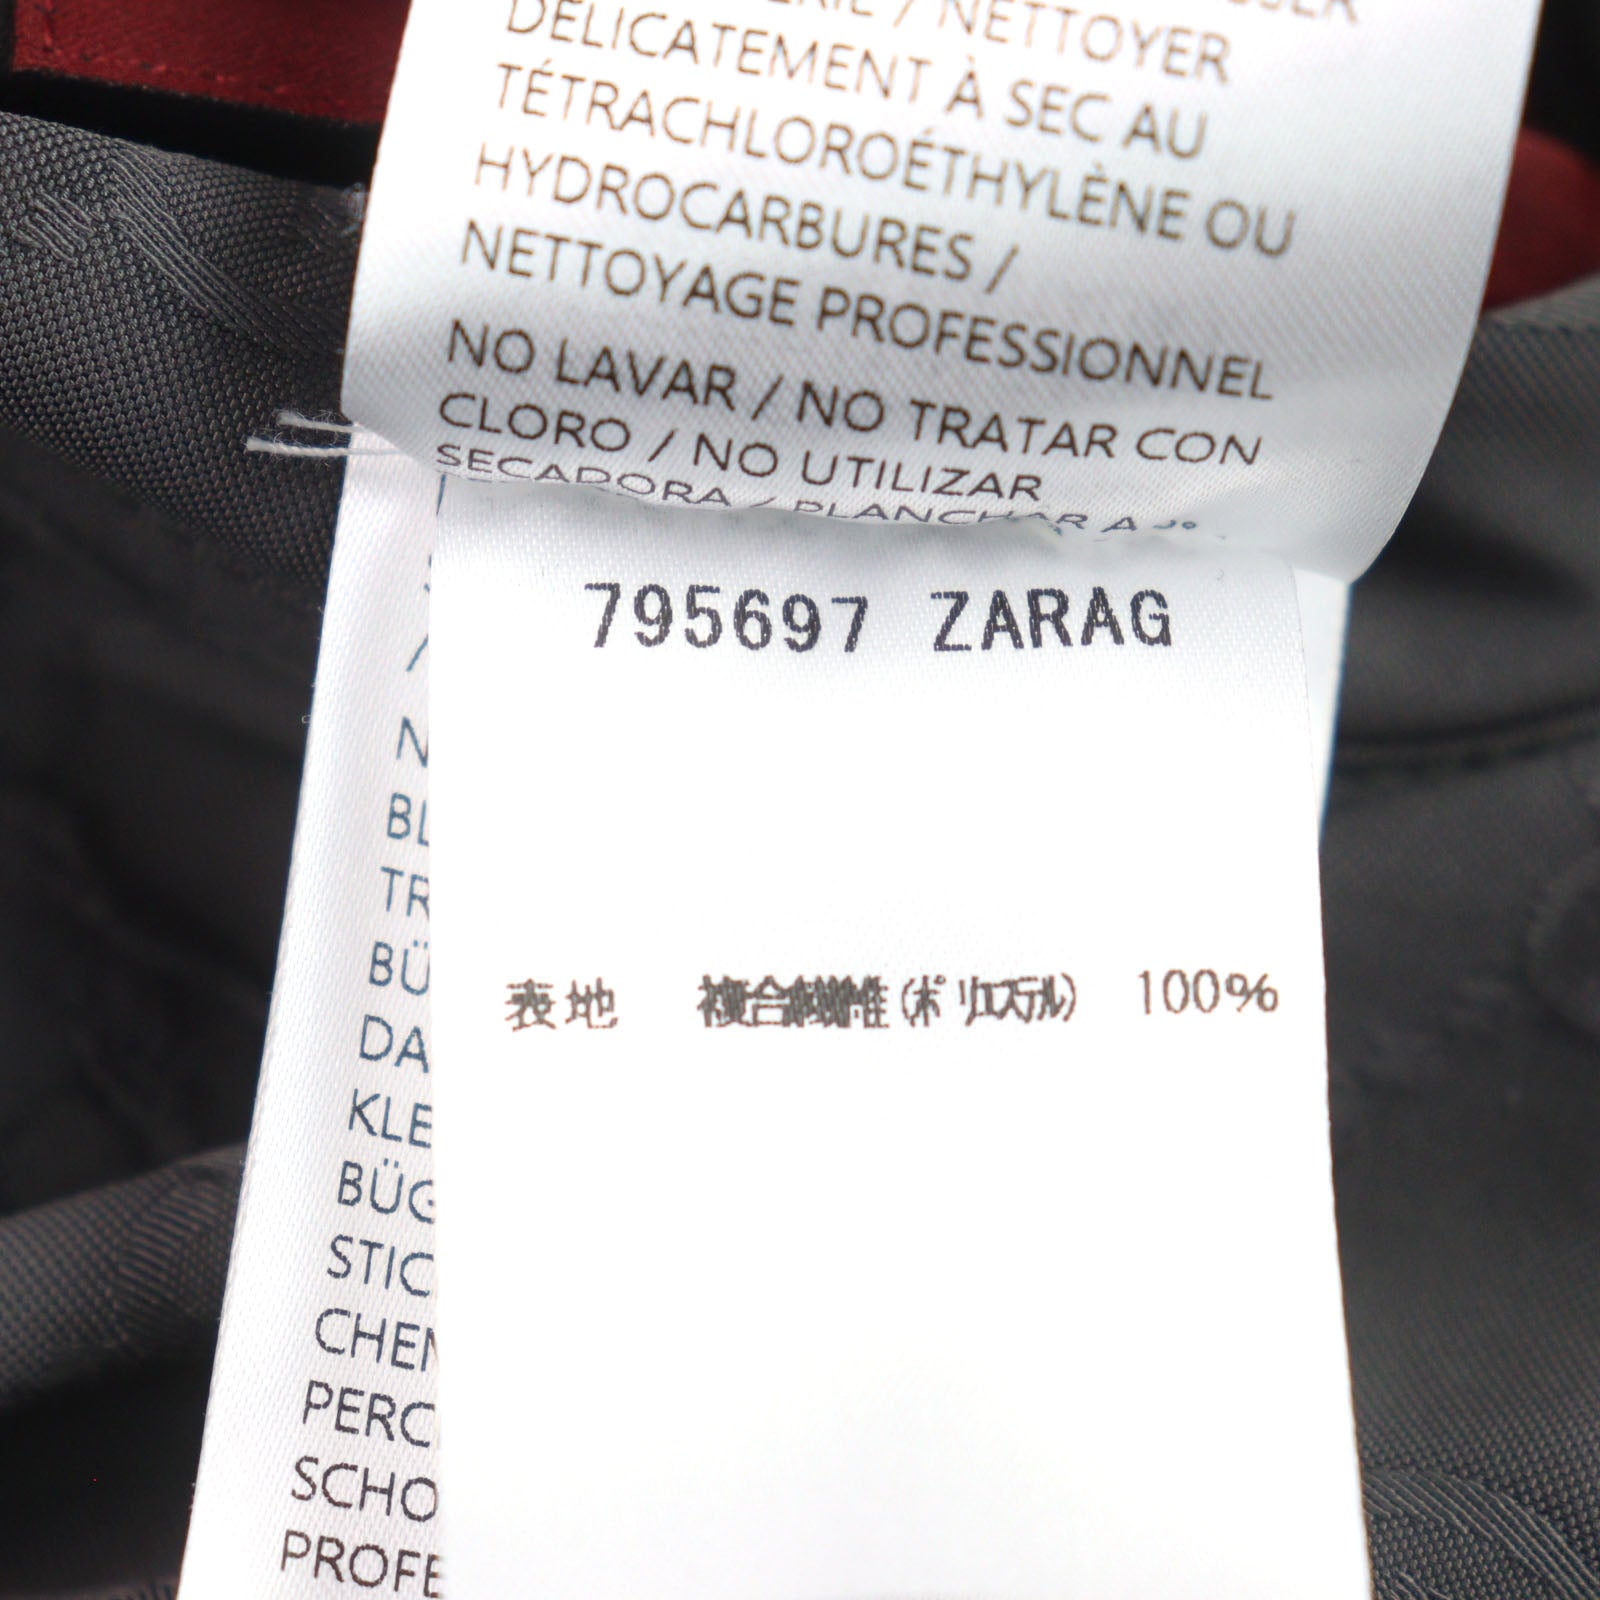 NETTOYER
DÉLICATEMENT À SEC AU
TÉTRACHLOROÉTHYLÈNE OU
HYDROCARBURES /
NETTOYAGE PROFESSIONNEL
NO LAVAR / NO TRATAR CON
CLORO / NO UTILIZAR
SECADORA / PLANCHAR A
795697 ZARAG
表地 複合繊維(ポリエステル) 100%
N
BL
TR
BÜ
DA
KLE
BÜG
STIC
CHEM
PERC
SCHO
PROFE